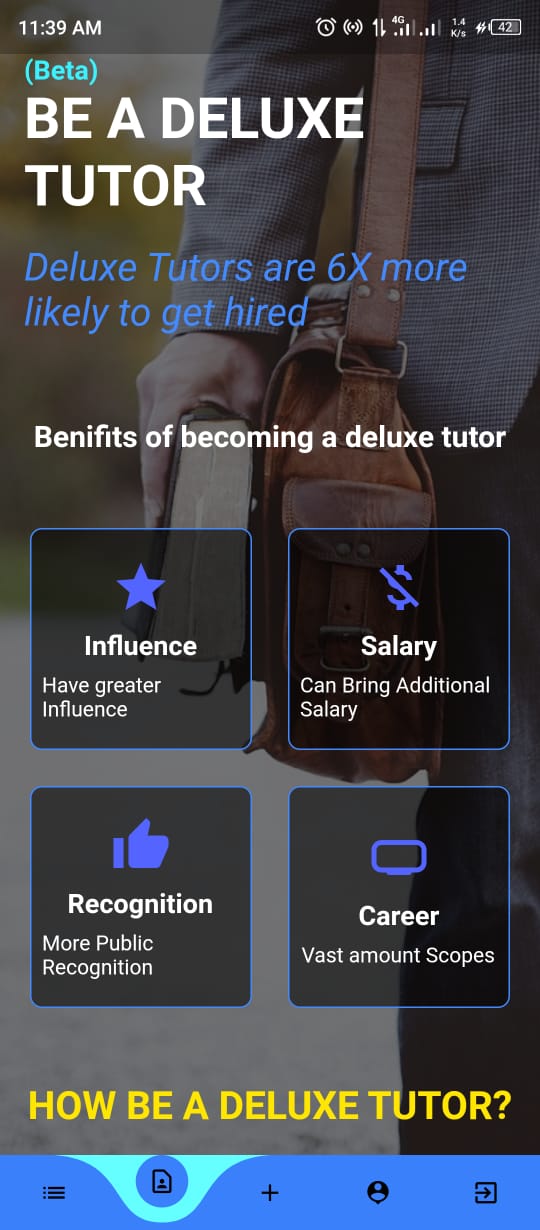 11:39 AM 4G 1.4 K/s 42
(Beta)
BE A DELUXE
TUTOR
Deluxe Tutors are 6X more
likely to get hired
Benifits of becoming a deluxe tutor
Influence
Have greater
Influence
Salary
Can Bring Additional
Salary
Recognition
More Public
Recognition
Career
Vast amount Scopes
HOW BE A DELUXE TUTOR?